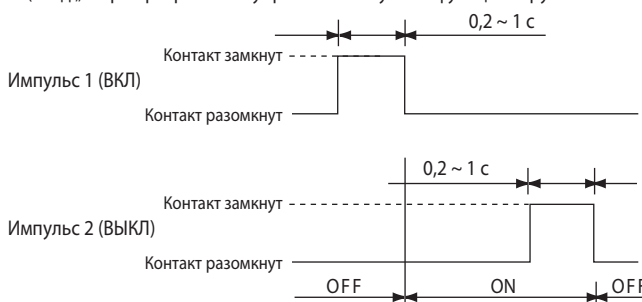 0,2 ~ 1 с
Контакт замкнут
Импульс 1 (ВКЛ)
Контакт разомкнут
0,2 ~ 1 с
Контакт замкнут
Импульс 2 (ВЫКЛ)
Контакт разомкнут
OFF ON OFF